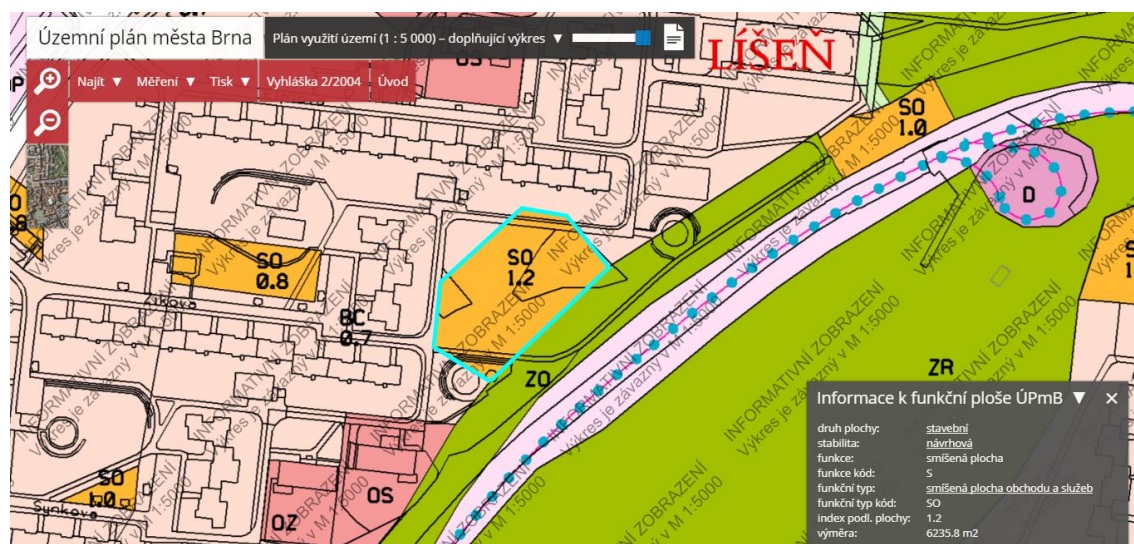 Územní plán města Brna
Plán využití území (1 : 5 000) – doplňující výkres ▼
Najít ▼ Měření ▼ Tisk ▼ Vyhláška 2/2004 Úvod
LÍŠEŇ
OS
SO
1.0
D
SO
1.2
SO
0.8
Zikova
BC
0.7
ZO
ZR
SO
1.0
Synkova
OS
OZ
INFORMATIVNÍ ZOBRAZENÍ
Výkres je závazný v M 1:5000
Informace k funkční ploše ÚPmB ▼ ✕
druh plochy: stavební
stabilita: návrhová
funkce: smíšená plocha
funkce kód: S
funkční typ: smíšená plocha obchodu a služeb
funkční typ kód: SO
index podl. plochy: 1.2
výměra: 6235.8 m2